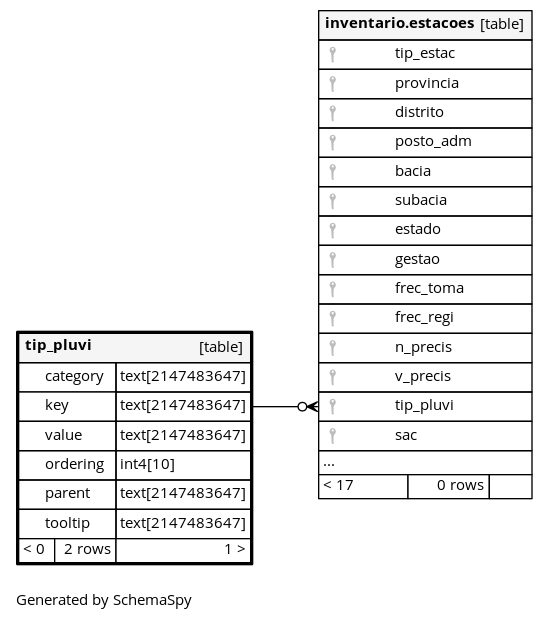 inventario.estacoes [table]
tip_estac
provincia
distrito
posto_adm
bacia
subacia
estado
gestao
frec_toma
frec_regi
n_precis
v_precis
tip_pluvi
sac
...
< 17 0 rows
tip_pluvi [table]
category text[2147483647]
key text[2147483647]
value text[2147483647]
ordering int4[10]
parent text[2147483647]
tooltip text[2147483647]
< 0 2 rows 1 >
Generated by SchemaSpy